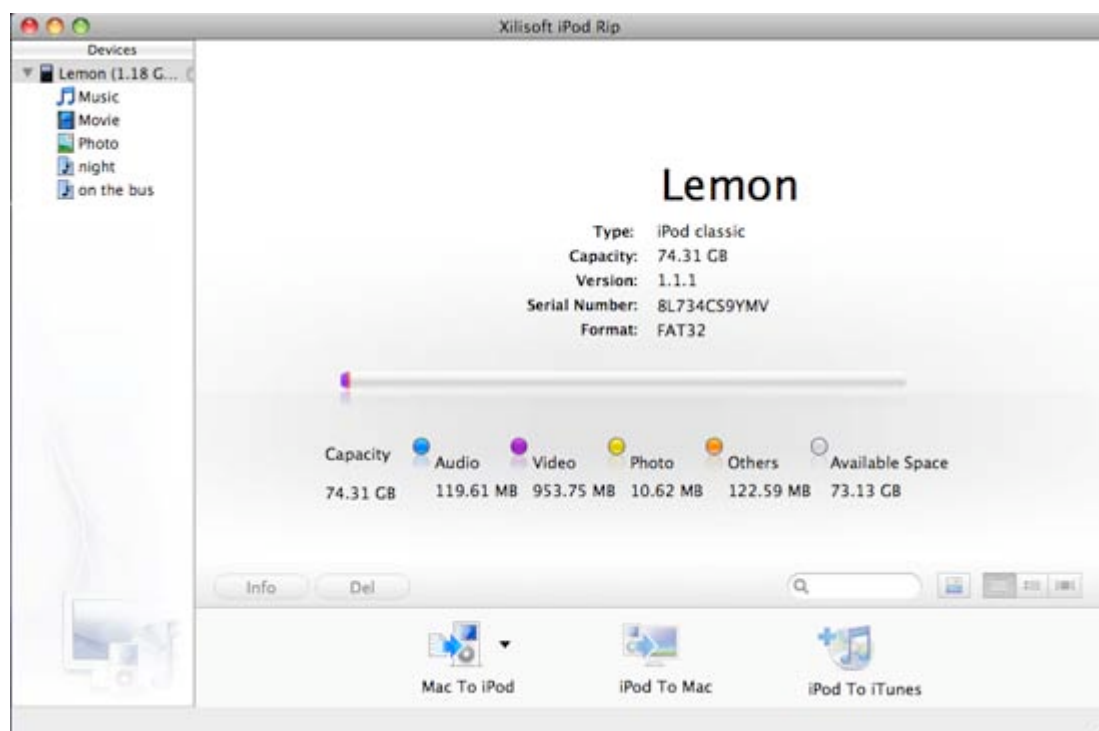 Xilisoft iPod Rip
Devices
Lemon (1.18 G...
Music
Movie
Photo
night
on the bus
Lemon
Type: iPod classic
Capacity: 74.31 GB
Version: 1.1.1
Serial Number: 8L734CS9YMV
Format: FAT32
Capacity Audio Video Photo Others Available Space
74.31 GB 119.61 MB 953.75 MB 10.62 MB 122.59 MB 73.13 GB
Info Del
Mac To iPod iPod To Mac iPod To iTunes